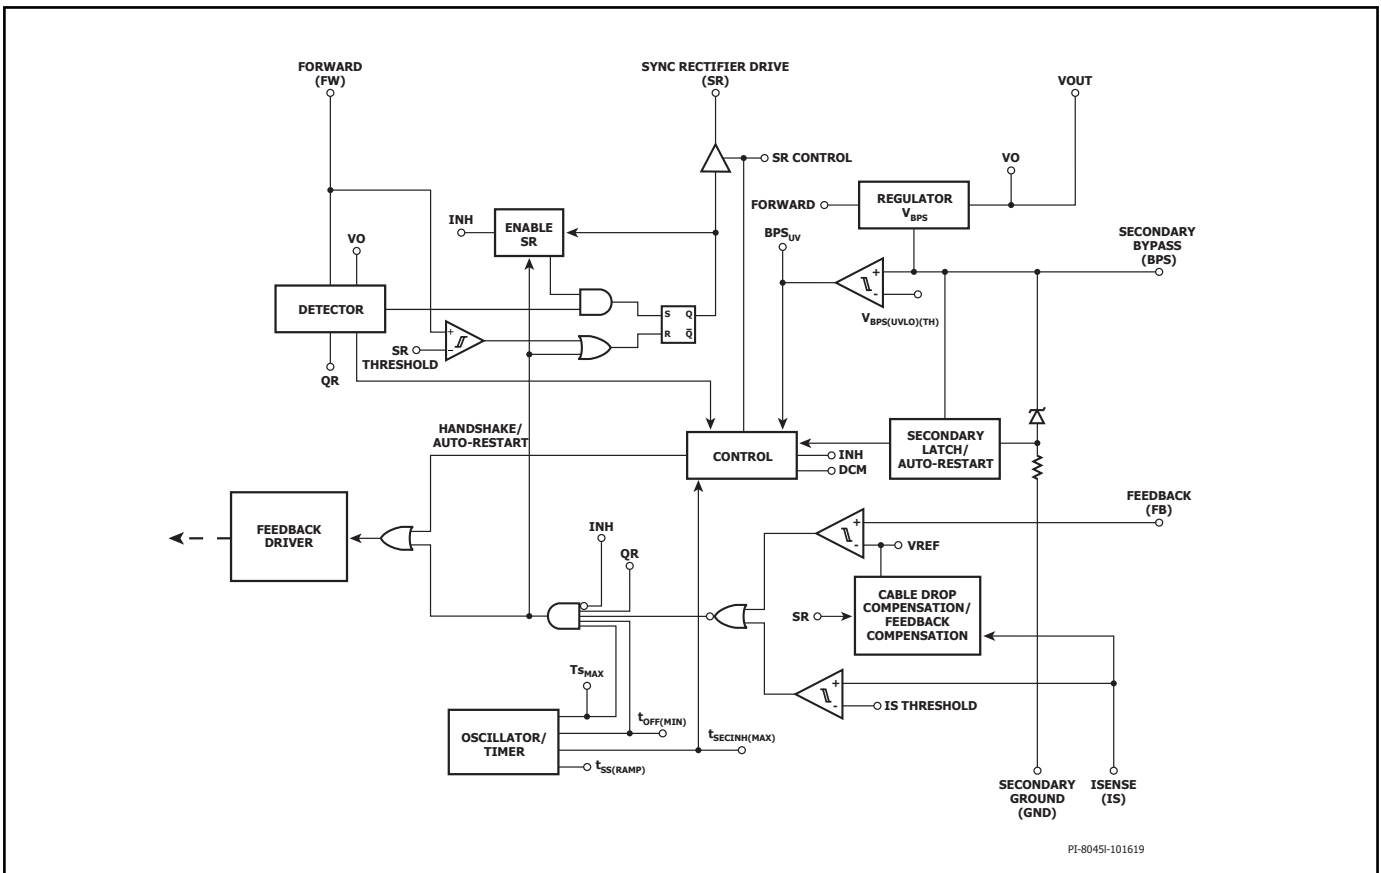 FORWARD
(FW)
SYNC RECTIFIER DRIVE
(SR)
VOUT
SR CONTROL
VO
FORWARD
REGULATOR
VBPS
INH
ENABLE
SR
VO
BPSUV
SECONDARY
BYPASS
(BPS)
+
-
VBPS(UVLO)(TH)
DETECTOR
S Q
R Q̅
+
−
SR
THRESHOLD
QR
HANDSHAKE/
AUTO-RESTART
CONTROL
INH
DCM
SECONDARY
LATCH/
AUTO-RESTART
FEEDBACK
DRIVER
INH
QR
FEEDBACK
(FB)
+
-
VREF
CABLE DROP
COMPENSATION/
FEEDBACK
COMPENSATION
SR
TsMAX
+
-
IS THRESHOLD
OSCILLATOR/
TIMER
tOFF(MIN)
tSECINH(MAX)
tSS(RAMP)
SECONDARY
GROUND
(GND)
ISENSE
(IS)
PI-8045l-101619